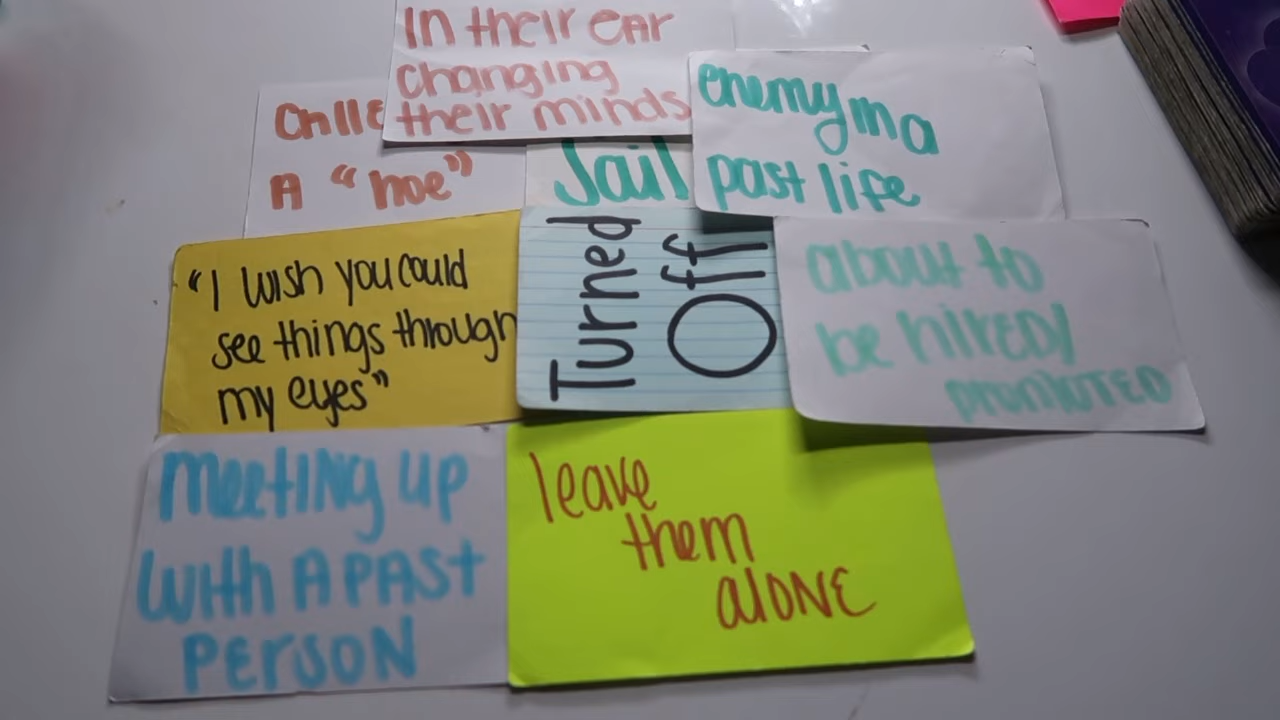 In their ear
changing
their minds
Calle
A "hoe"
Jail
enemy in a
past life
"I wish you could
see things through
my eyes"
Turned
Off
about to
be hired/
promoted
Meeting up
with A PASt
PERSON
leave
them
alone